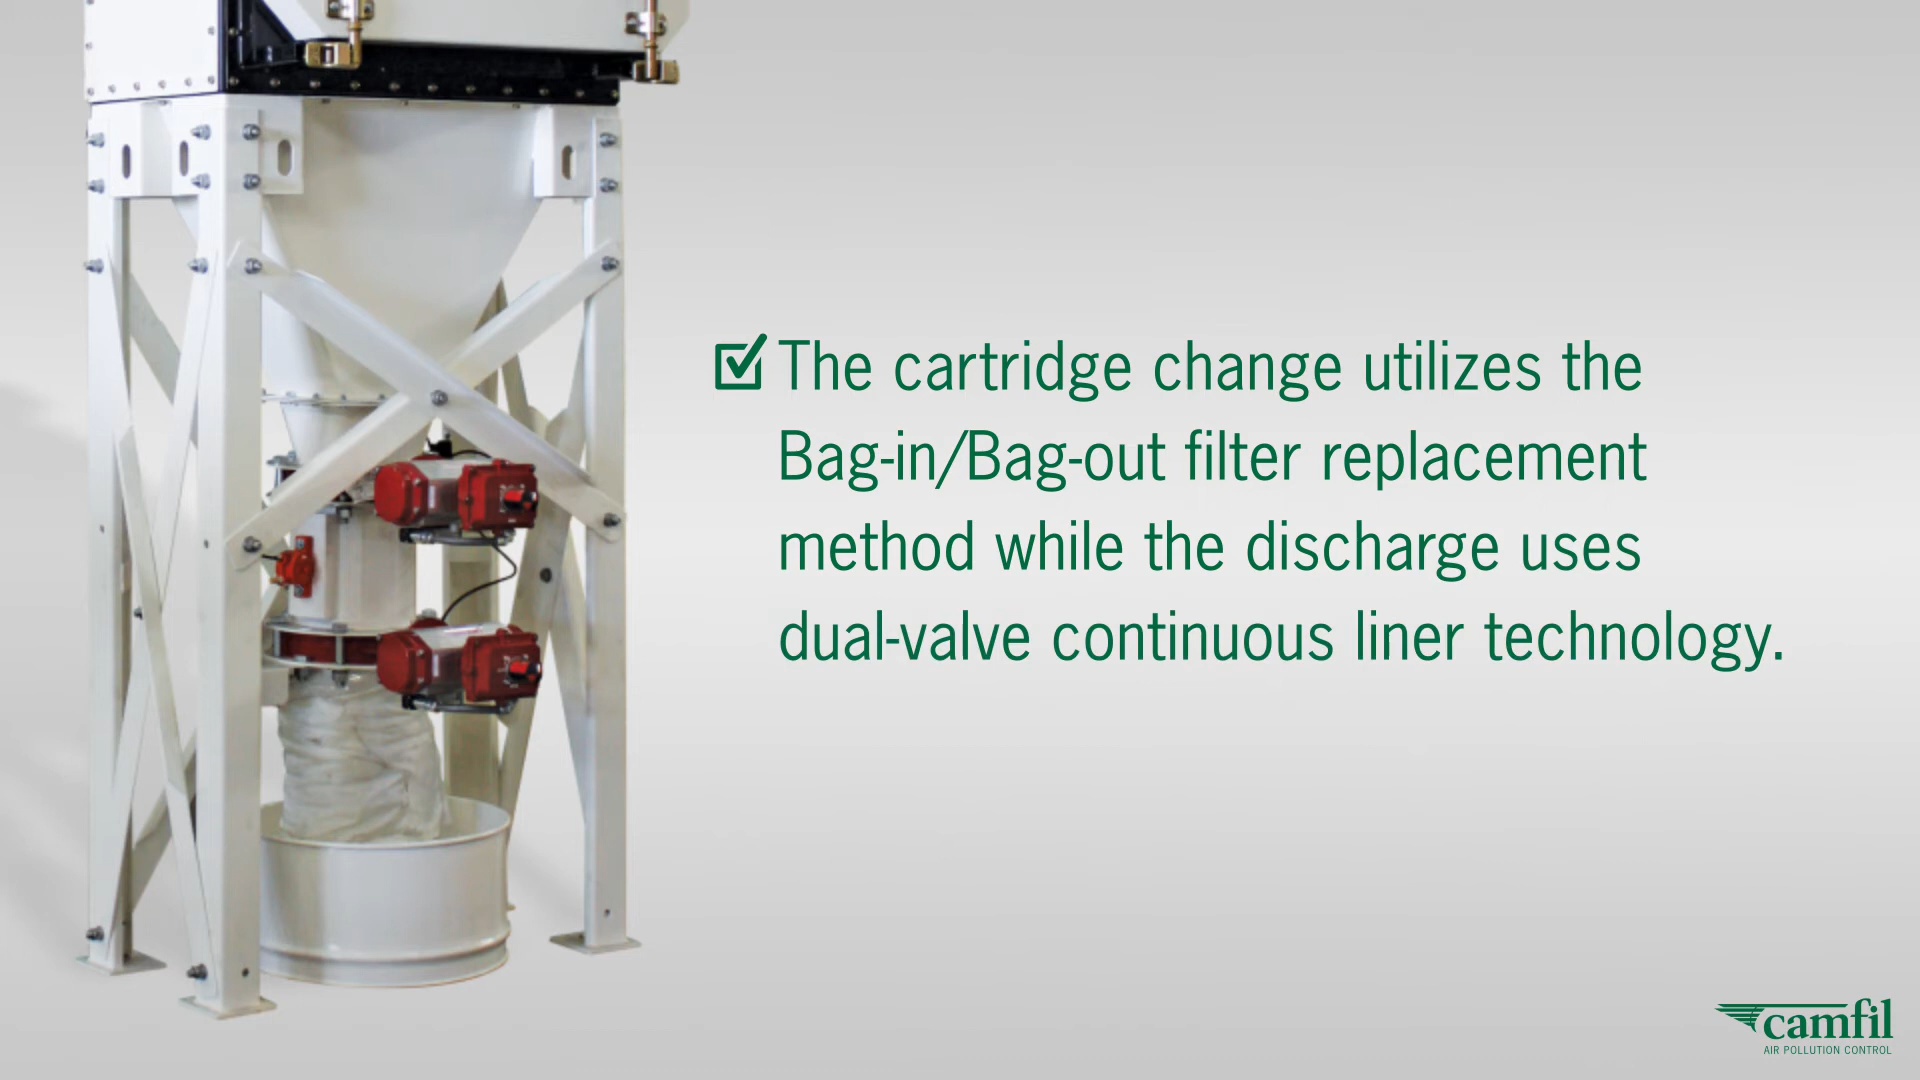 The cartridge change utilizes the
Bag-in/Bag-out filter replacement
method while the discharge uses
dual-valve continuous liner technology.
camfil
AIR POLLUTION CONTROL